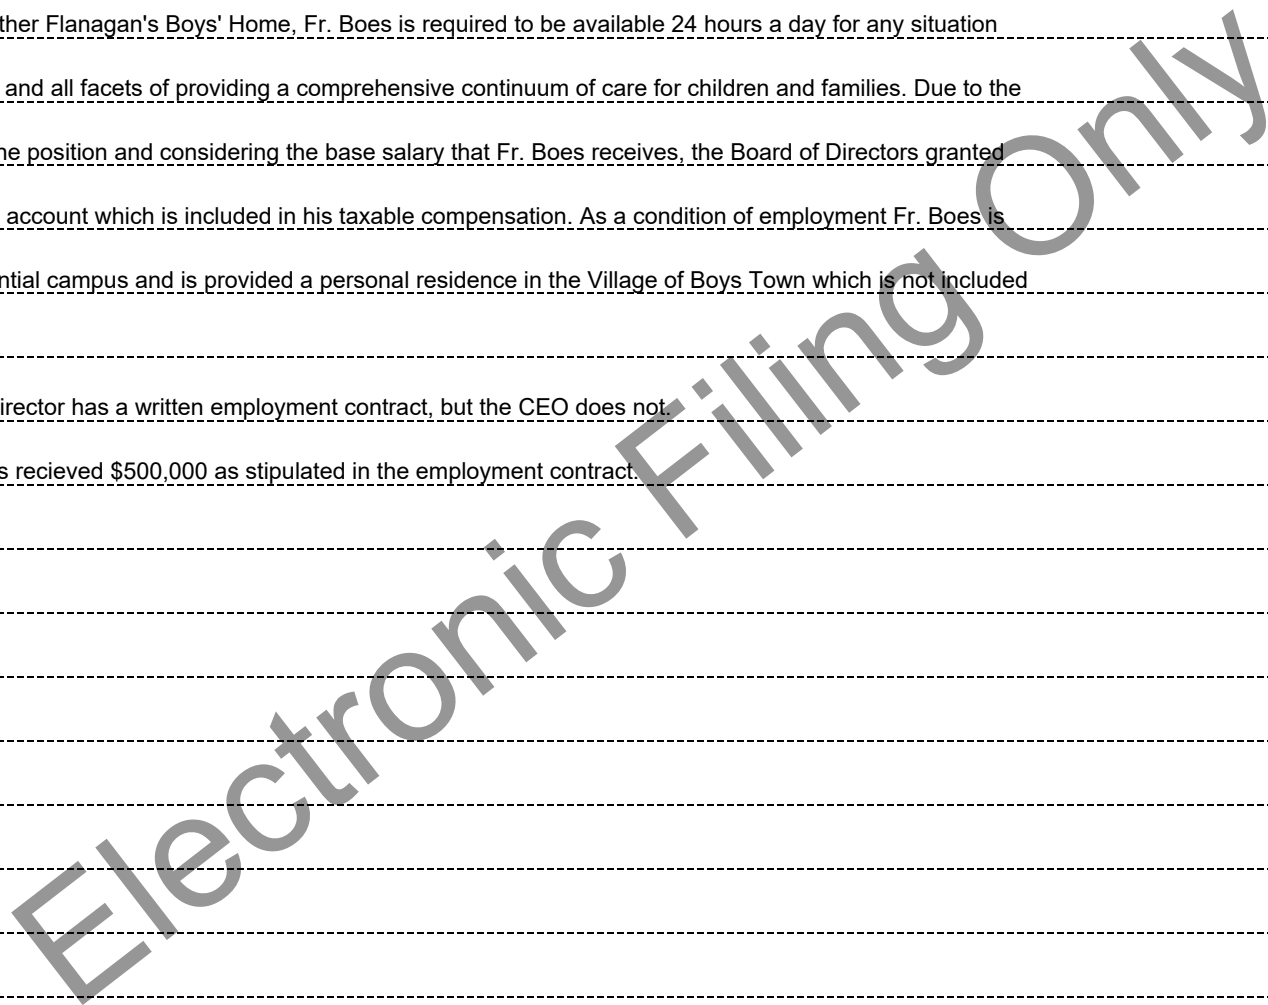 ther Flanagan's Boys' Home, Fr. Boes is required to be available 24 hours a day for any situation
and all facets of providing a comprehensive continuum of care for children and families. Due to the
he position and considering the base salary that Fr. Boes receives, the Board of Directors granted
account which is included in his taxable compensation. As a condition of employment Fr. Boes is
ntial campus and is provided a personal residence in the Village of Boys Town which is not included
irector has a written employment contract, but the CEO does not.
s recieved $500,000 as stipulated in the employment contract.
Electronic Filing Only